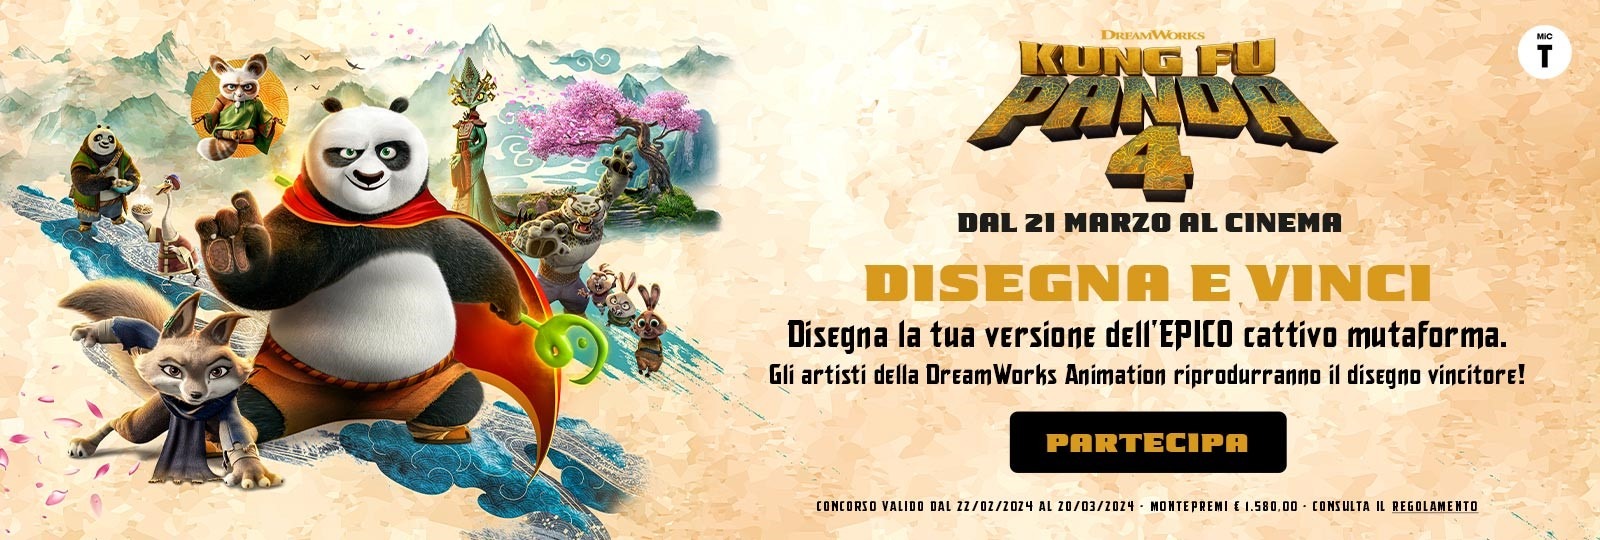 DREAMWORKS
KUNG FU
PANDA
4
MiC
T
DAL 21 MARZO AL CINEMA
DISEGNA E VINCI
Disegna la tua versione dell'EPICO cattivo mutaforma.
Gli artisti della DreamWorks Animation riprodurranno il disegno vincitore!
PARTECIPA
CONCORSO VALIDO DAL 22/02/2024 AL 20/03/2024 - MONTEPREMI € 1.580,00 - CONSULTA IL REGOLAMENTO